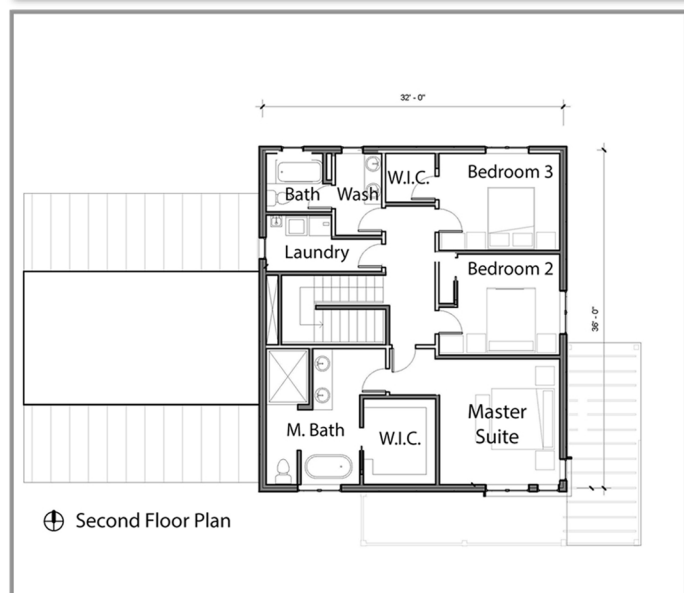 32' - 0"
Bedroom 3
W.I.C.
Bath
Wash
Laundry
Bedroom 2
36' - 0"
Master
Suite
M. Bath
W.I.C.
Second Floor Plan